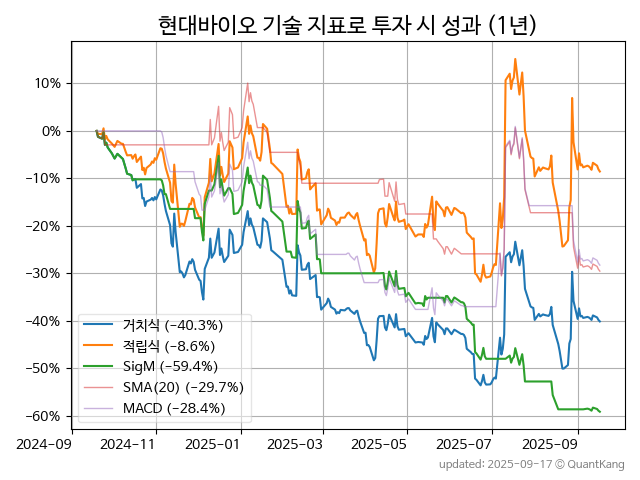 현대바이오 기술 지표로 투자 시 성과 (1년)
10%
0%
−10%
−20%
−30%
−40%
−50%
−60%
거치식 (−40.3%)
적립식 (−8.6%)
SigM (−59.4%)
SMA(20) (−29.7%)
MACD (−28.4%)
2024-09 2024-11 2025-01 2025-03 2025-05 2025-07 2025-09
updated: 2025-09-17 © QuantKang